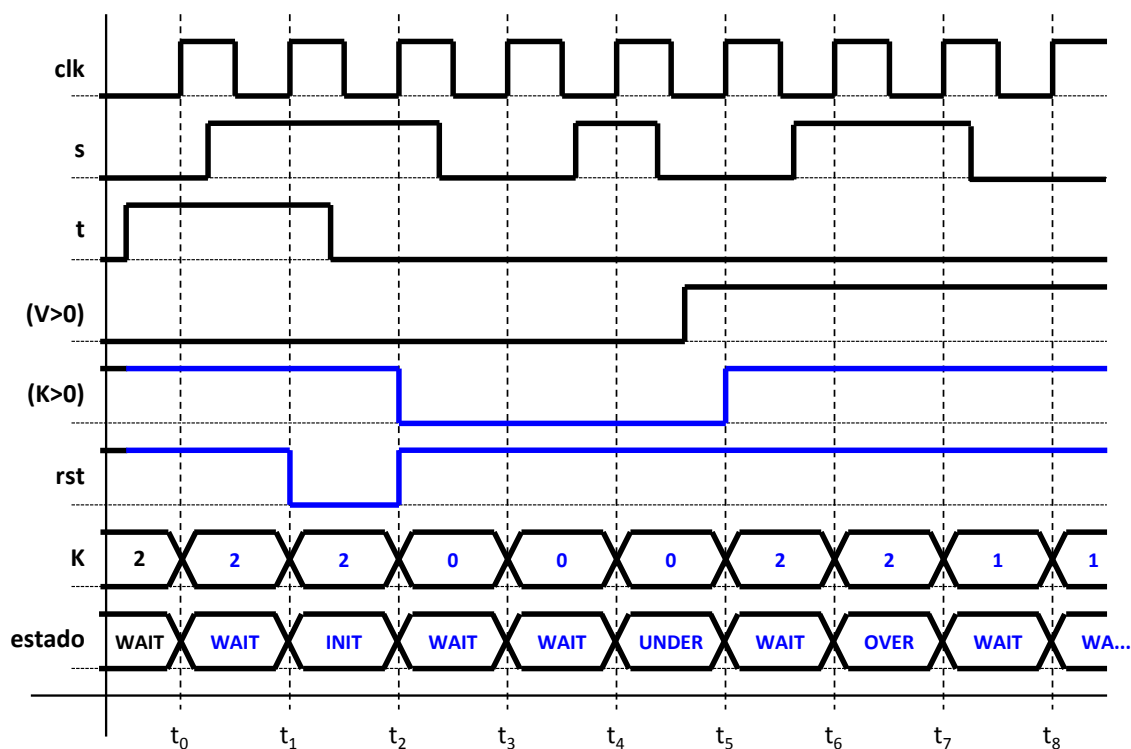 clk
s
t
(V>0)
(K>0)
rst
K 2 2 2 0 0 0 2 2 1 1
estado WAIT WAIT INIT WAIT WAIT UNDER WAIT OVER WAIT WA...
t0 t1 t2 t3 t4 t5 t6 t7 t8